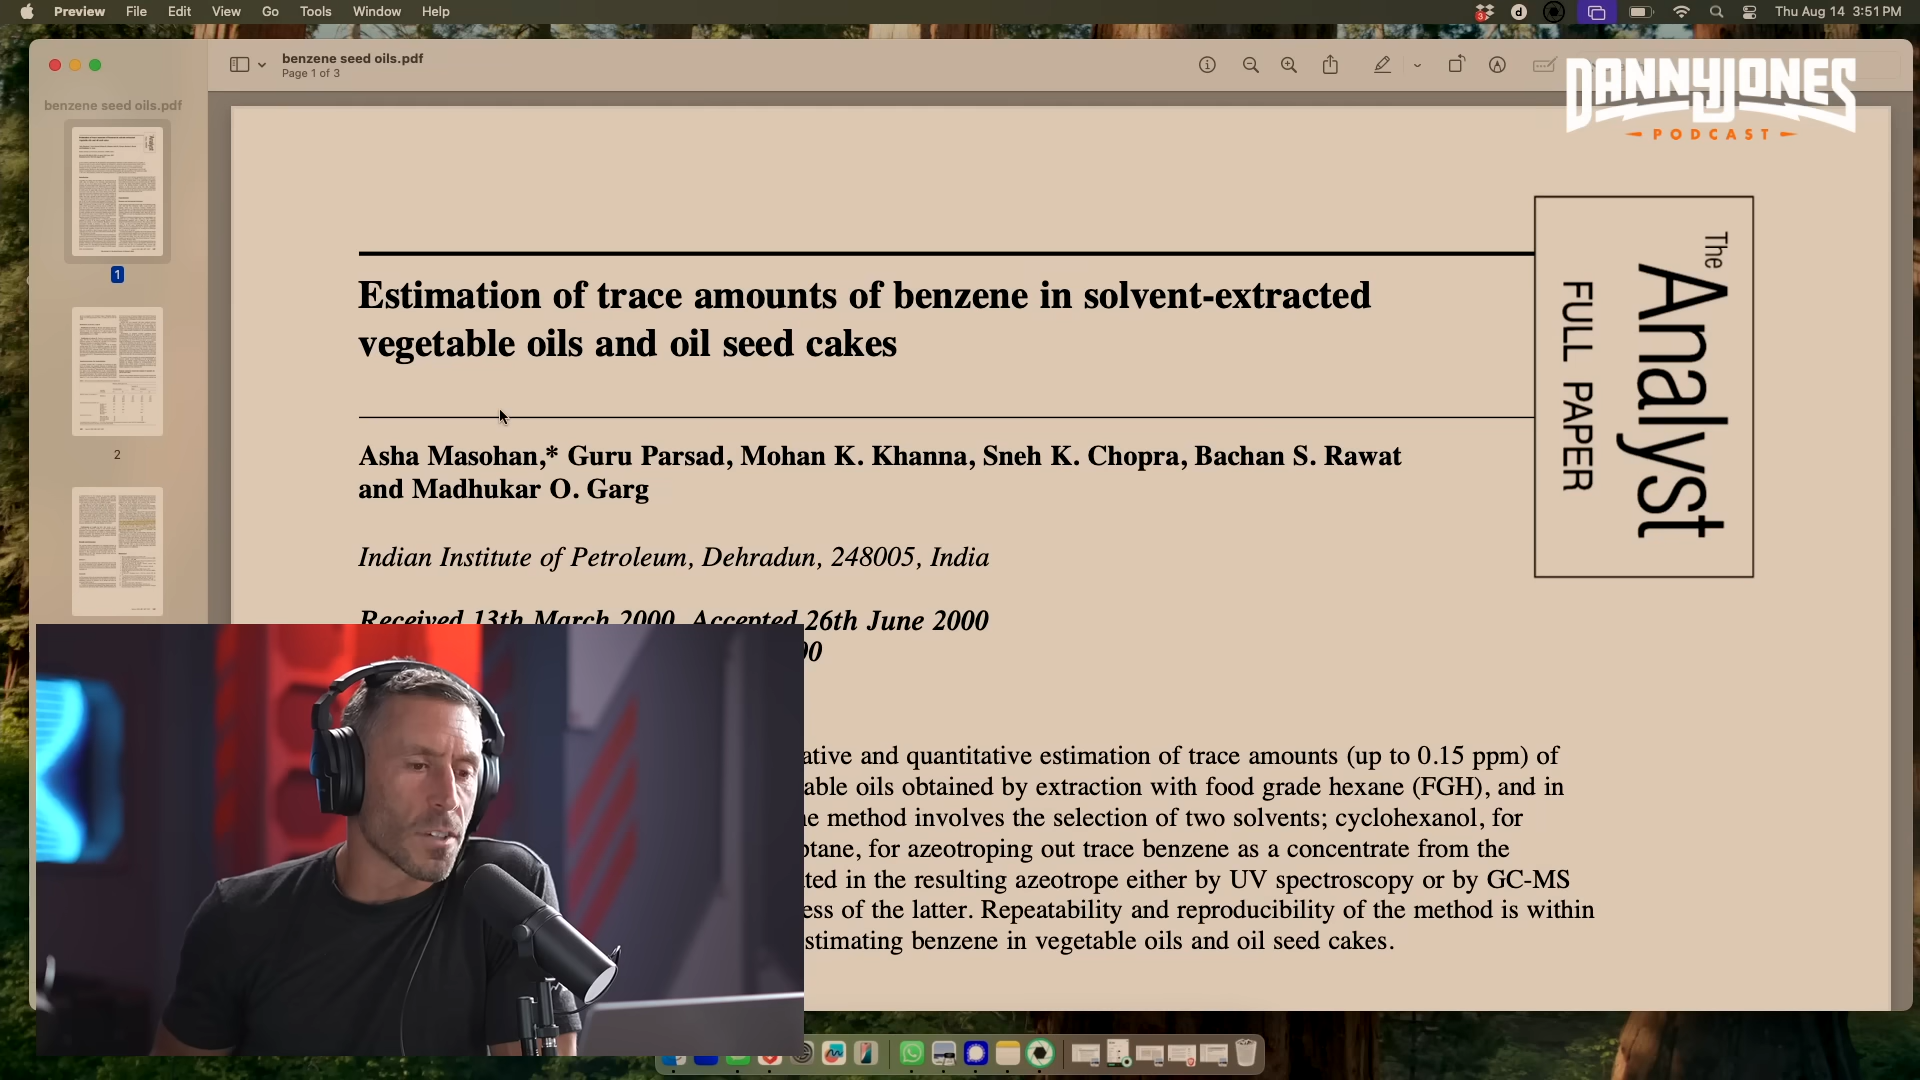 Preview File Edit View Go Tools Window Help
Thu Aug 14 3:51 PM
benzene seed oils.pdf
Page 1 of 3
DANNY JONES
PODCAST
benzene seed oils.pdf
1
2
The
Analyst
FULL PAPER
Estimation of trace amounts of benzene in solvent-extracted
vegetable oils and oil seed cakes
Asha Masohan,* Guru Parsad, Mohan K. Khanna, Sneh K. Chopra, Bachan S. Rawat
and Madhukar O. Garg
Indian Institute of Petroleum, Dehradun, 248005, India
Received 13th March 2000, Accepted 26th June 2000
and quantitative estimation of trace amounts (up to 0.15 ppm) of
oils obtained by extraction with food grade hexane (FGH), and in
method involves the selection of two solvents; cyclohexanol, for
for azeotroping out trace benzene as a concentrate from the
in the resulting azeotrope either by UV spectroscopy or by GC-MS
of the latter. Repeatability and reproducibility of the method is within
benzene in vegetable oils and oil seed cakes.